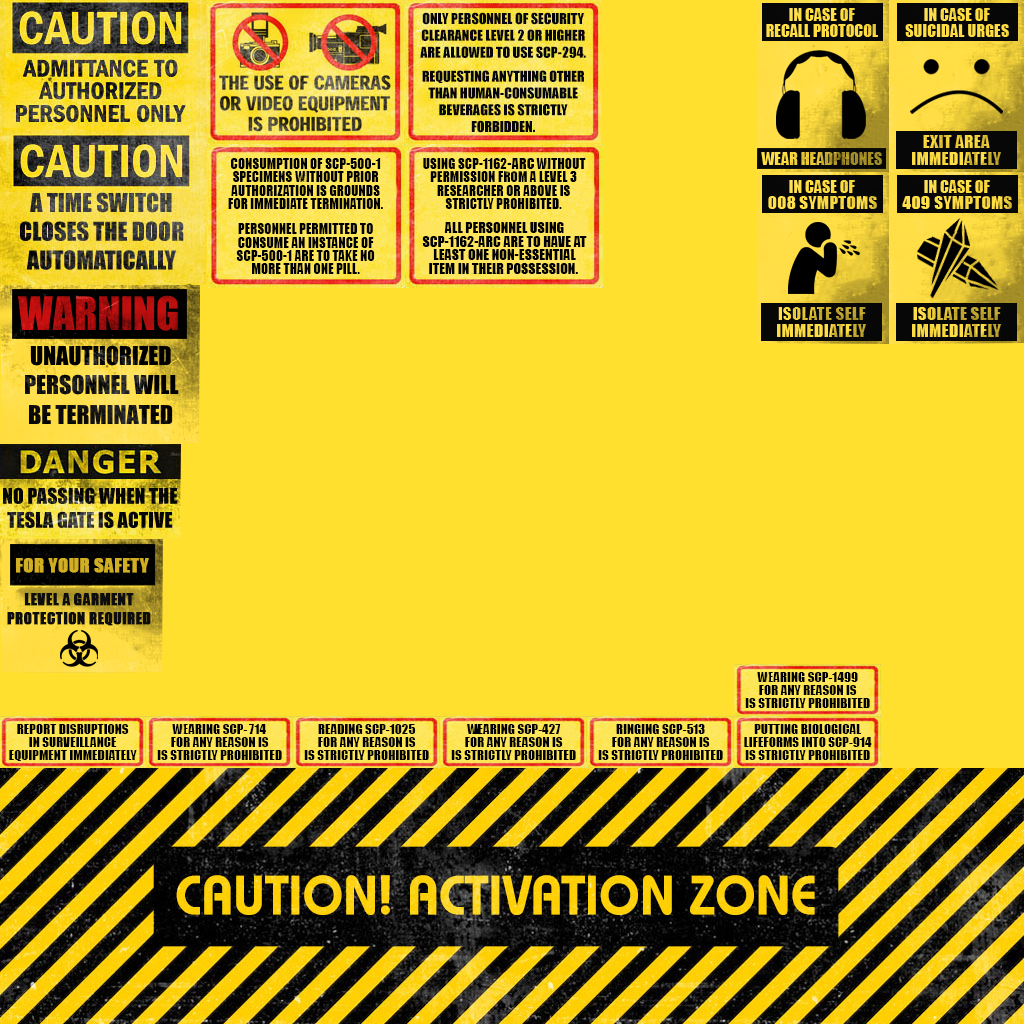 CAUTION
ADMITTANCE TO
AUTHORIZED
PERSONNEL ONLY
CAUTION
A TIME SWITCH
CLOSES THE DOOR
AUTOMATICALLY
WARNING
UNAUTHORIZED
PERSONNEL WILL
BE TERMINATED
DANGER
NO PASSING WHEN THE
TESLA GATE IS ACTIVE
FOR YOUR SAFETY
LEVEL A GARMENT
PROTECTION REQUIRED
THE USE OF CAMERAS
OR VIDEO EQUIPMENT
IS PROHIBITED
ONLY PERSONNEL OF SECURITY
CLEARANCE LEVEL 2 OR HIGHER
ARE ALLOWED TO USE SCP-294.
REQUESTING ANYTHING OTHER
THAN HUMAN-CONSUMABLE
BEVERAGES IS STRICTLY
FORBIDDEN.
CONSUMPTION OF SCP-500-1
SPECIMENS WITHOUT PRIOR
AUTHORIZATION IS GROUNDS
FOR IMMEDIATE TERMINATION.
PERSONNEL PERMITTED TO
CONSUME AN INSTANCE OF
SCP-500-1 ARE TO TAKE NO
MORE THAN ONE PILL.
USING SCP-1162-ARC WITHOUT
PERMISSION FROM A LEVEL 3
RESEARCHER OR ABOVE IS
STRICTLY PROHIBITED.
ALL PERSONNEL USING
SCP-1162-ARC ARE TO HAVE AT
LEAST ONE NON-ESSENTIAL
ITEM IN THEIR POSSESSION.
IN CASE OF
RECALL PROTOCOL
WEAR HEADPHONES
IN CASE OF
SUICIDAL URGES
EXIT AREA
IMMEDIATELY
IN CASE OF
008 SYMPTOMS
ISOLATE SELF
IMMEDIATELY
IN CASE OF
409 SYMPTOMS
ISOLATE SELF
IMMEDIATELY
WEARING SCP-1499
FOR ANY REASON IS
IS STRICTLY PROHIBITED
REPORT DISRUPTIONS
IN SURVEILLANCE
EQUIPMENT IMMEDIATELY
WEARING SCP-714
FOR ANY REASON IS
IS STRICTLY PROHIBITED
READING SCP-1025
FOR ANY REASON IS
IS STRICTLY PROHIBITED
WEARING SCP-427
FOR ANY REASON IS
IS STRICTLY PROHIBITED
RINGING SCP-513
FOR ANY REASON IS
IS STRICTLY PROHIBITED
PUTTING BIOLOGICAL
LIFEFORMS INTO SCP-914
IS STRICTLY PROHIBITED
CAUTION! ACTIVATION ZONE